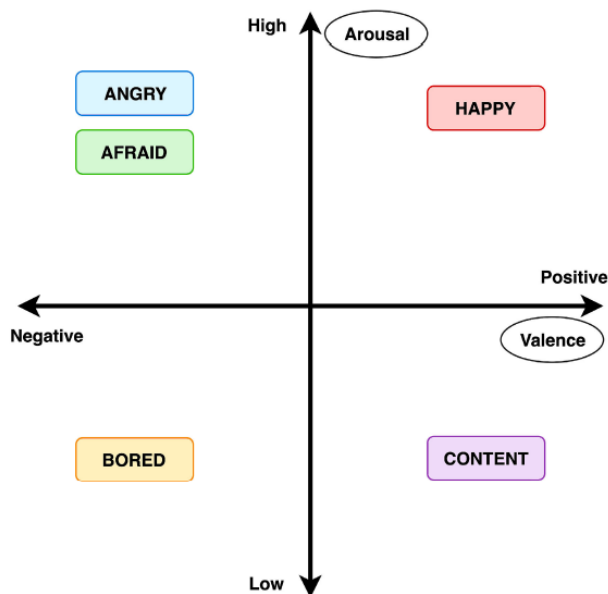 High
Arousal
ANGRY
HAPPY
AFRAID
Positive
Negative
Valence
BORED
CONTENT
Low